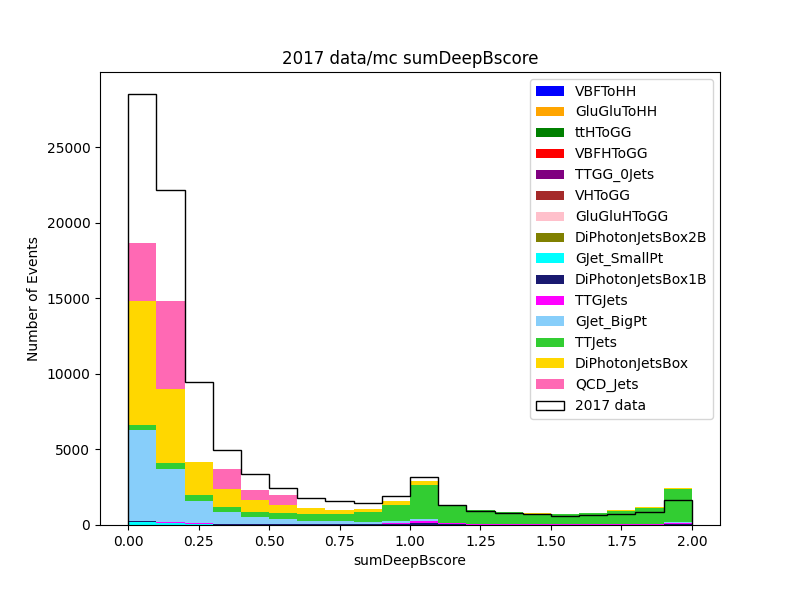 2017 data/mc sumDeepBscore
Number of Events
25000
20000
15000
10000
5000
0
0.00 0.25 0.50 0.75 1.00 1.25 1.50 1.75 2.00
sumDeepBscore
VBFToHH
GluGluToHH
ttHToGG
VBFHToGG
TTGG_0Jets
VHToGG
GluGluHToGG
DiPhotonJetsBox2B
GJet_SmallPt
DiPhotonJetsBox1B
TTGJets
GJet_BigPt
TTJets
DiPhotonJetsBox
QCD_Jets
2017 data